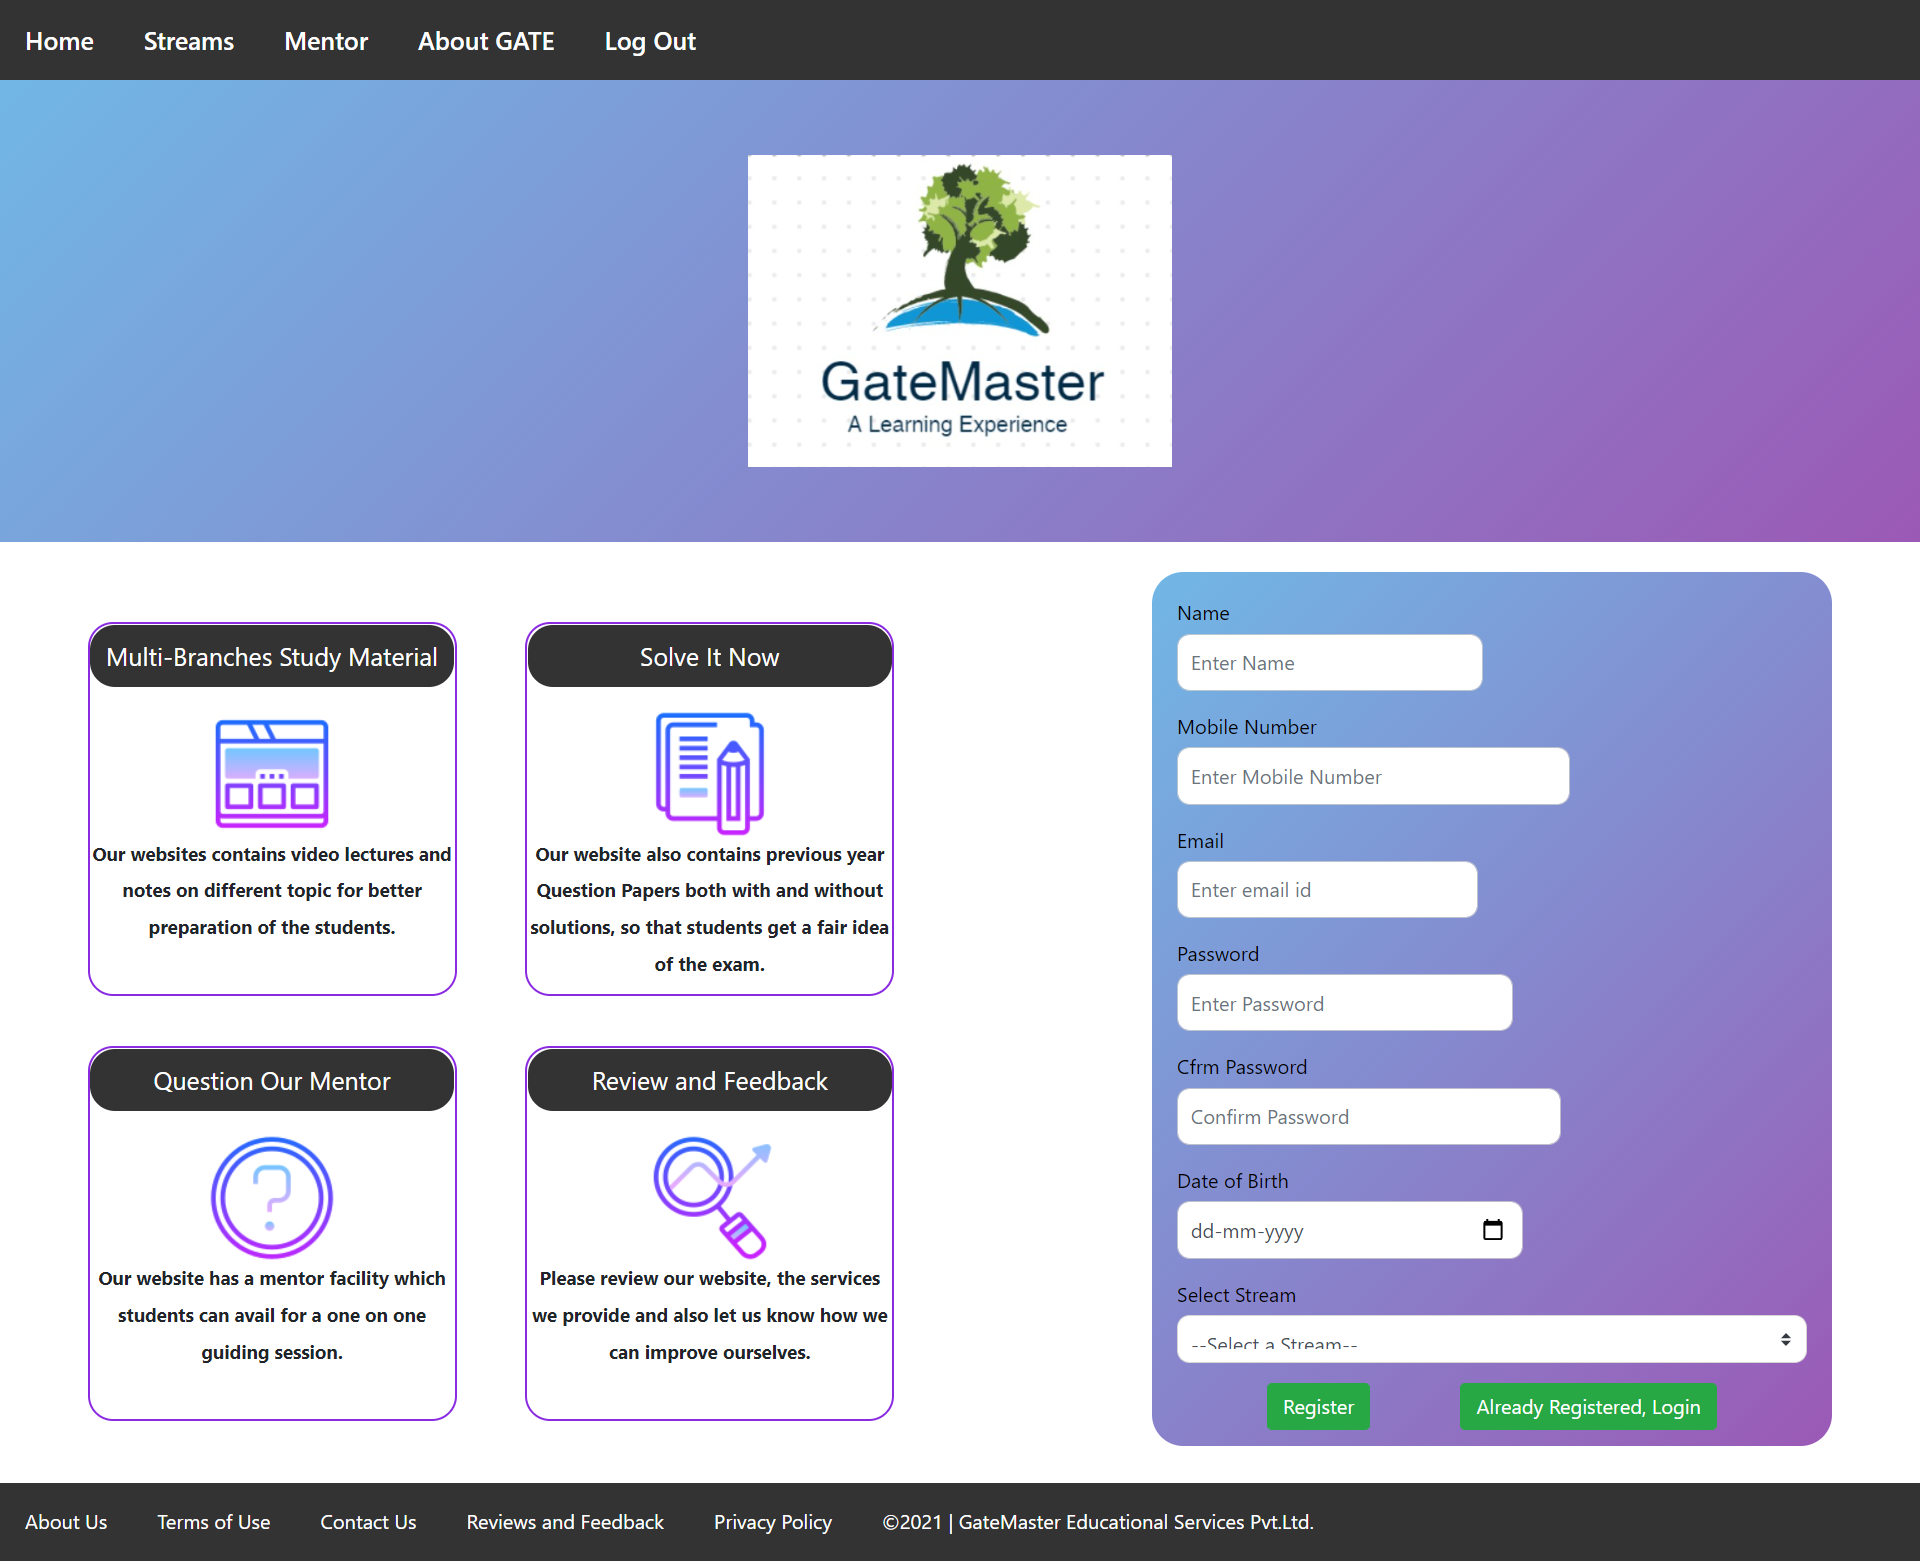 Home Streams Mentor About GATE Log Out
GateMaster
A Learning Experience
Multi-Branches Study Material
Our websites contains video lectures and
notes on different topic for better
preparation of the students.
Solve It Now
Our website also contains previous year
Question Papers both with and without
solutions, so that students get a fair idea
of the exam.
Question Our Mentor
?
Our website has a mentor facility which
students can avail for a one on one
guiding session.
Review and Feedback
Please review our website, the services
we provide and also let us know how we
can improve ourselves.
Name
Enter Name
Mobile Number
Enter Mobile Number
Email
Enter email id
Password
Enter Password
Cfrm Password
Confirm Password
Date of Birth
dd-mm-yyyy
Select Stream
--Select a Stream--
Register Already Registered, Login
About Us Terms of Use Contact Us Reviews and Feedback Privacy Policy ©2021 | GateMaster Educational Services Pvt.Ltd.